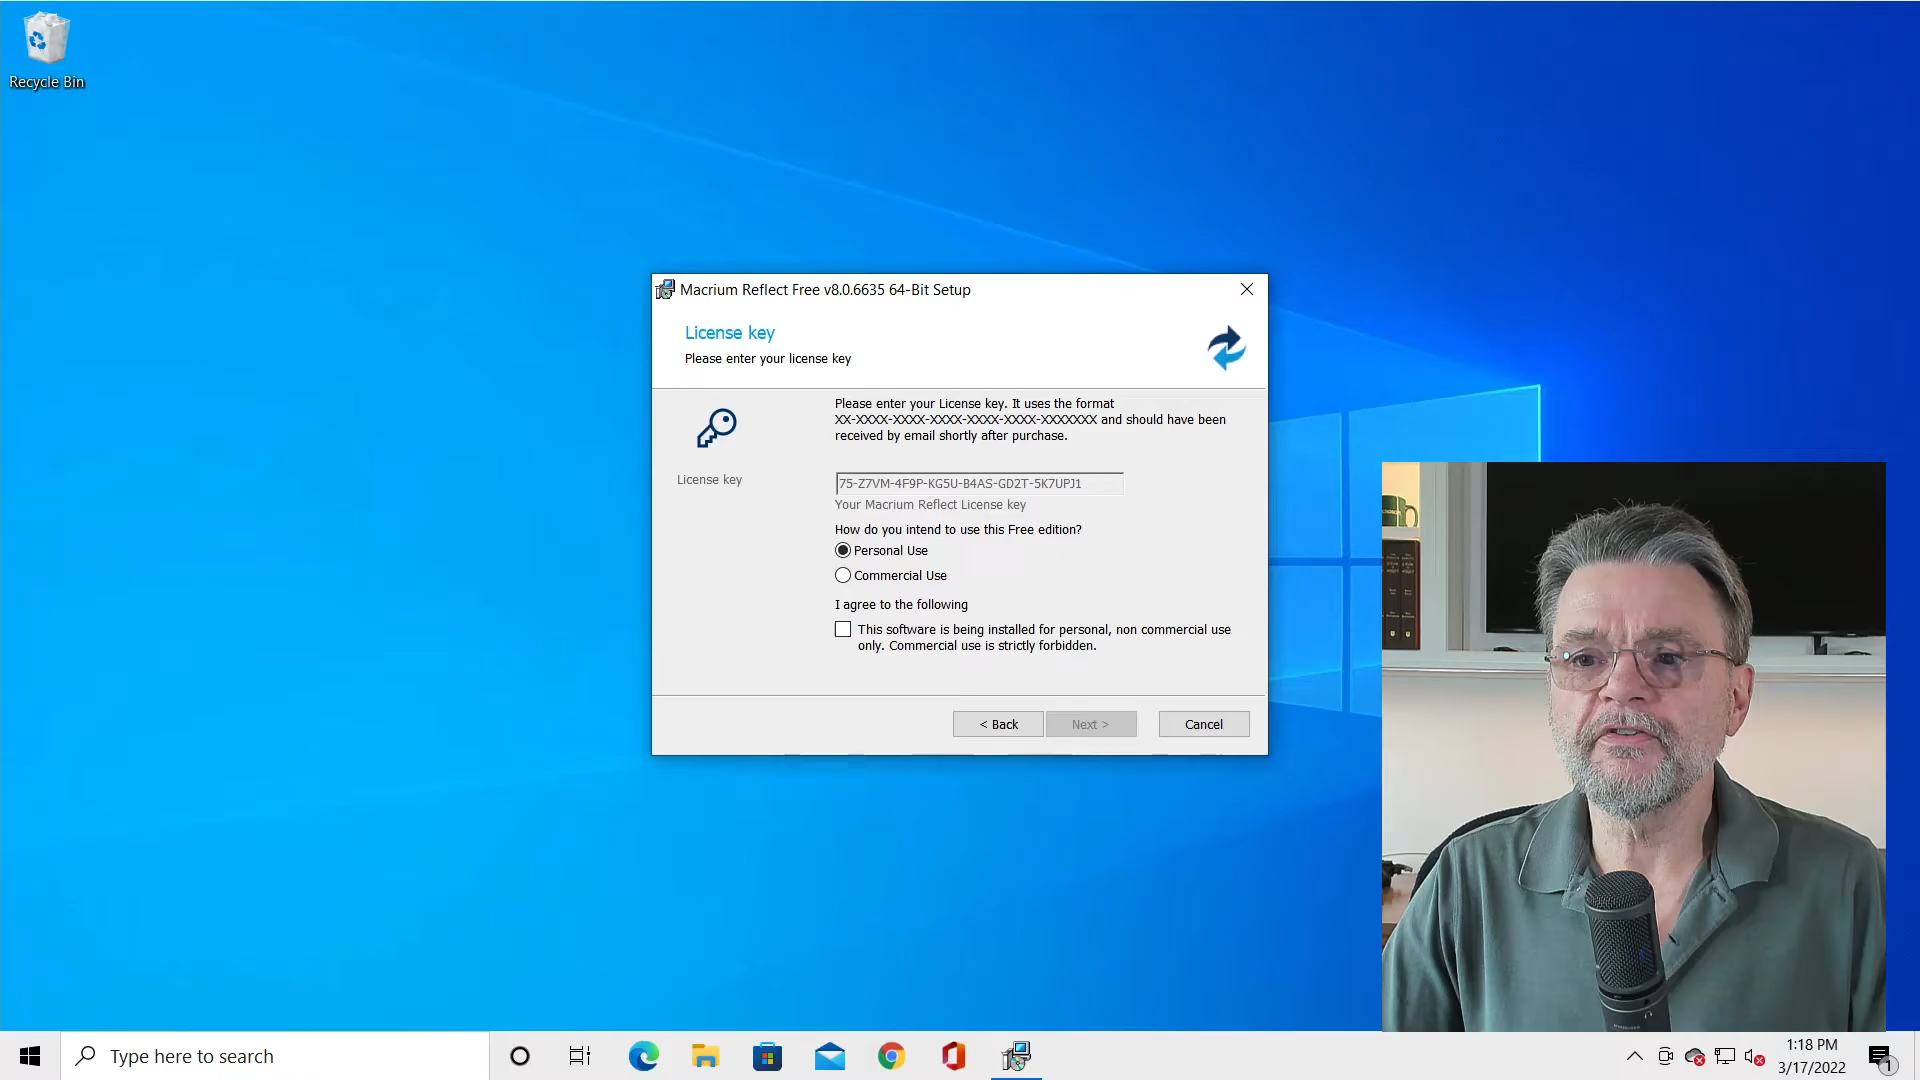 Recycle Bin
Macrium Reflect Free v8.0.6635 64-Bit Setup
License key
Please enter your license key
Please enter your License key. It uses the format
XX-XXXX-XXXX-XXXX-XXXX-XXXX-XXXXXXX and should have been
received by email shortly after purchase.
License key
75-Z7VM-4F9P-KG5U-B4AS-GD2T-5K7UPJ1
Your Macrium Reflect License key
How do you intend to use this Free edition?
Personal Use
Commercial Use
I agree to the following
This software is being installed for personal, non commercial use
only. Commercial use is strictly forbidden.
< Back
Next >
Cancel
Type here to search
1:18 PM
3/17/2022
1